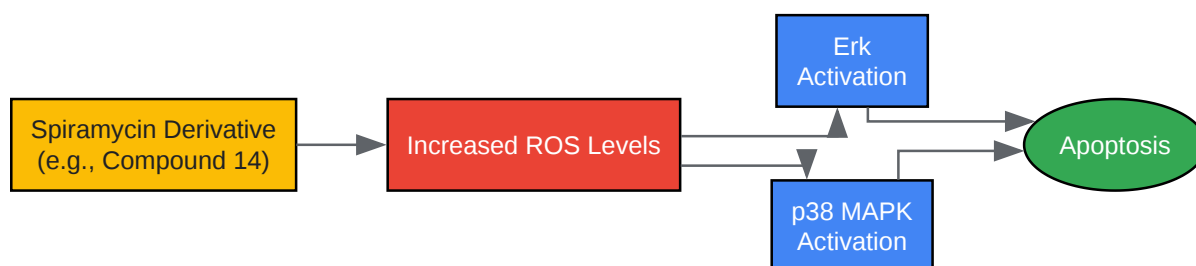 Spiramycin Derivative
(e.g., Compound 14)
Increased ROS Levels
Erk
Activation
p38 MAPK
Activation
Apoptosis